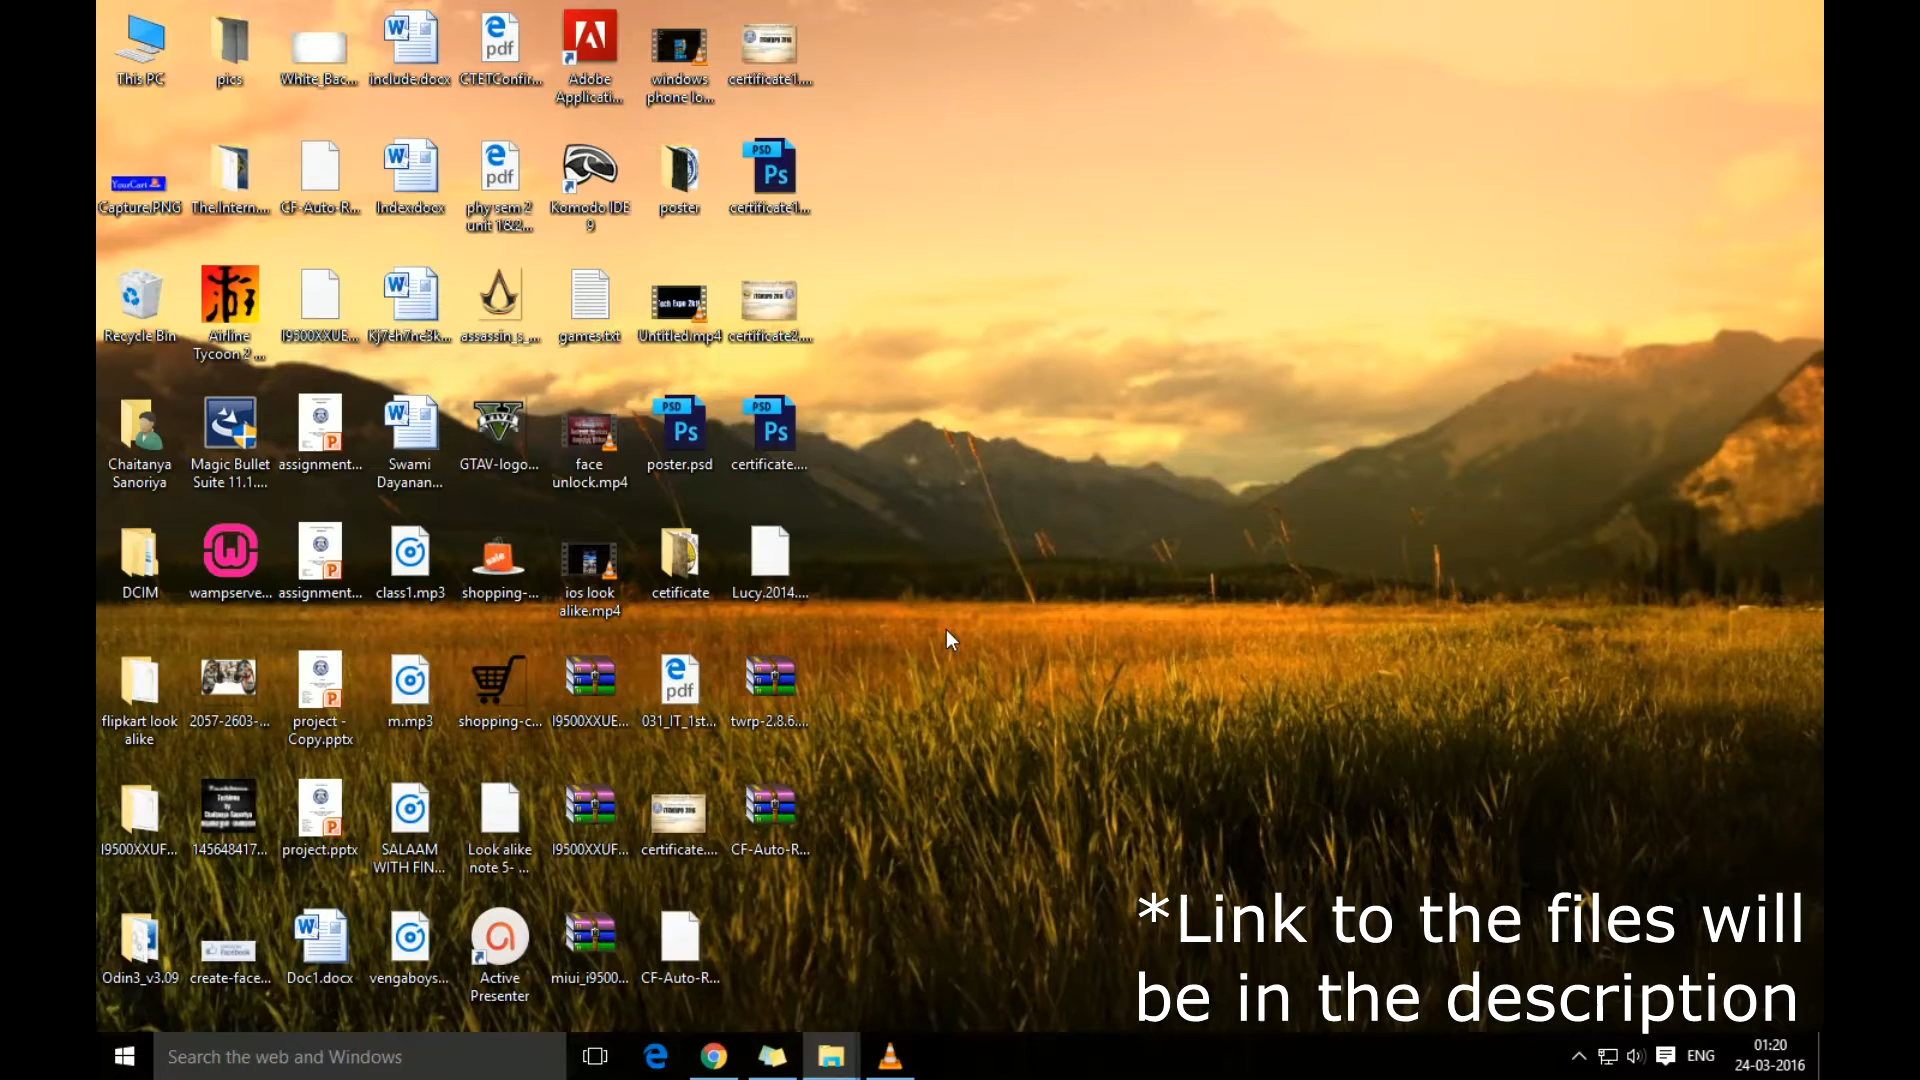 This PC
pics
White_Bac...
include.docx
CTETConfir...
Adobe
Applicati...
windows
phone lo...
certificate1....
Capture.PNG
The.Intern....
CF-Auto-R...
Index.docx
phy sem 2
unit 1&2...
Komodo IDE
9
poster
certificate1....
Recycle Bin
Airline
Tycoon 2 ...
I9500XXUE...
Kj7eh7ne3k...
assassin_s_...
games.txt
Untitled.mp4
certificate2....
Chaitanya
Sanoriya
Magic Bullet
Suite 11.1....
assignment...
Swami
Dayanan...
GTAV-logo...
face
unlock.mp4
poster.psd
certificate....
DCIM
wampserve...
assignment...
class1.mp3
shopping-...
ios look
alike.mp4
cetificate
Lucy.2014....
flipkart look
alike
2057-2603-...
project -
Copy.pptx
m.mp3
shopping-c...
I9500XXUE...
031_IT_1st...
twrp-2.8.6....
I9500XXUF...
145648417...
project.pptx
SALAAM
WITH FIN...
Look alike
note 5- ...
I9500XXUF...
certificate....
CF-Auto-R...
Odin3_v3.09
create-face...
Doc1.docx
vengaboys...
Active
Presenter
miui_i9500...
CF-Auto-R...
*Link to the files will
be in the description
Search the web and Windows
ENG
01:20
24-03-2016